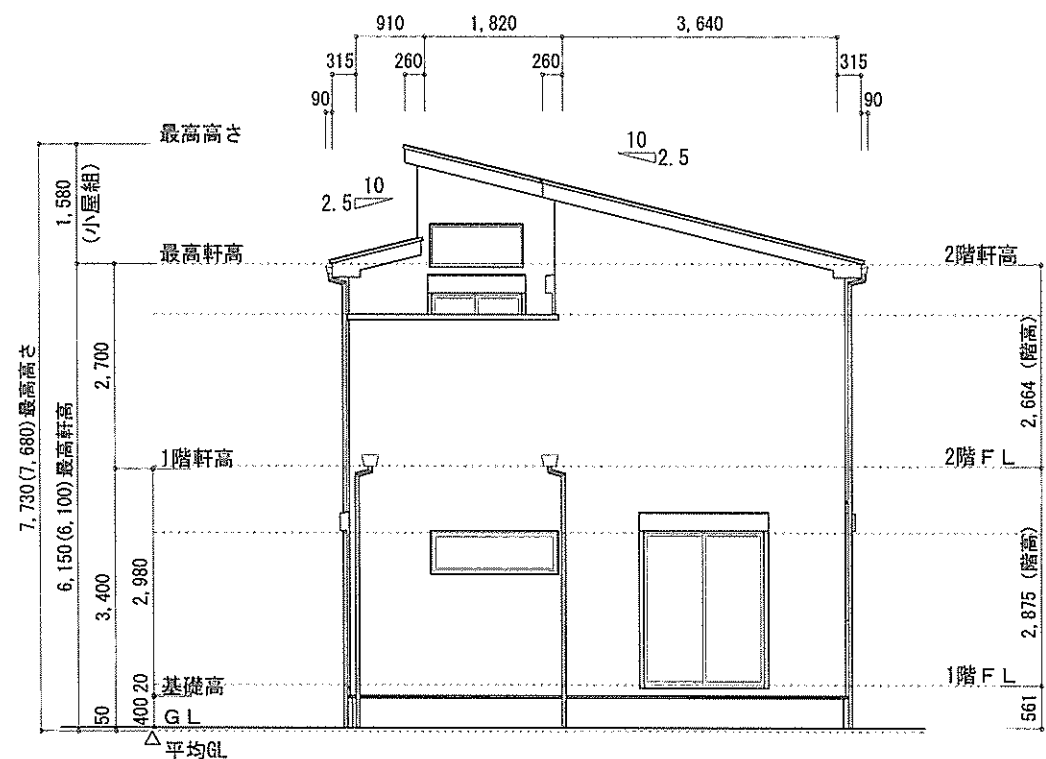 910 1,820 3,640
315 260 260 315
90 90
最高高さ
10
2.5
10
2.5
1,580
(小屋組)
最高軒高
2階軒高
7,730(7,680)最高高さ
6,150(6,100)最高軒高
2,700
2,664 (階高)
1階軒高
2階FL
3,400
2,980
2,875 (階高)
基礎高
1階FL
20
400
50
GL
561
平均GL